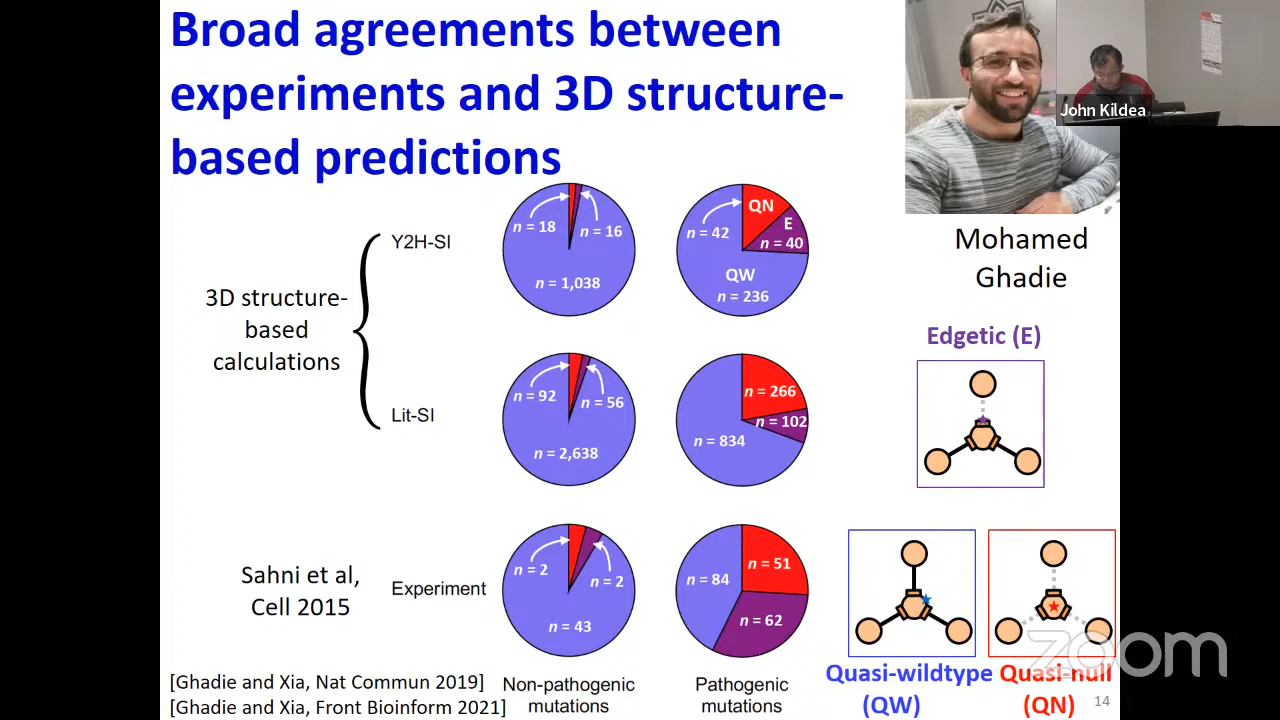 Broad agreements between
experiments and 3D structure-
based predictions
John Kildea
Mohamed
Ghadie
3D structure-
based
calculations
Y2H-SI
n = 18
n = 16
n = 1,038
QN
n = 42
E
n = 40
QW
n = 236
Lit-SI
n = 92
n = 56
n = 2,638
n = 266
n = 102
n = 834
Edgetic (E)
Sahni et al,
Cell 2015
Experiment
n = 2
n = 2
n = 43
n = 51
n = 84
n = 62
zoom
Quasi-wildtype
(QW)
Quasi-null
(QN)
[Ghadie and Xia, Nat Commun 2019]
[Ghadie and Xia, Front Bioinform 2021]
Non-pathogenic
mutations
Pathogenic
mutations
14